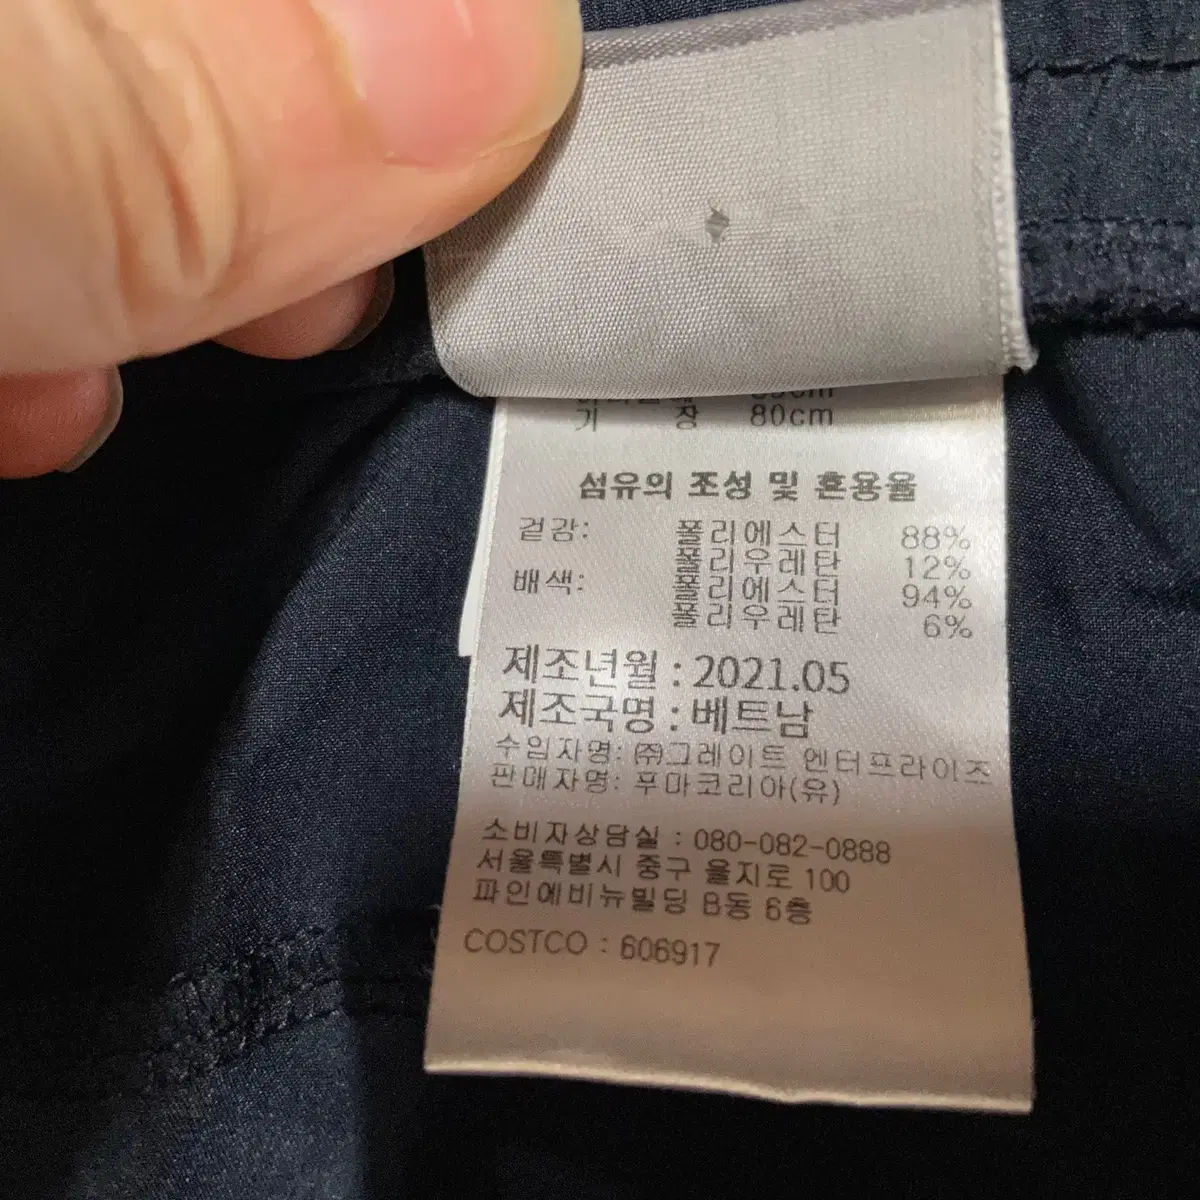 기 장 80cm
섬유의 조성 및 혼용율
겉감: 폴리에스터 88%
폴리우레탄 12%
배색: 폴리에스터 94%
폴리우레탄 6%
제조년월 : 2021.05
제조국명 : 베트남
수입자명: ㈜그레이트 엔터프라이즈
판매자명: 푸마코리아(유)
소비자상담실 : 080-082-0888
서울특별시 중구 을지로 100
파인에비뉴빌딩 B동 6층
COSTCO : 606917